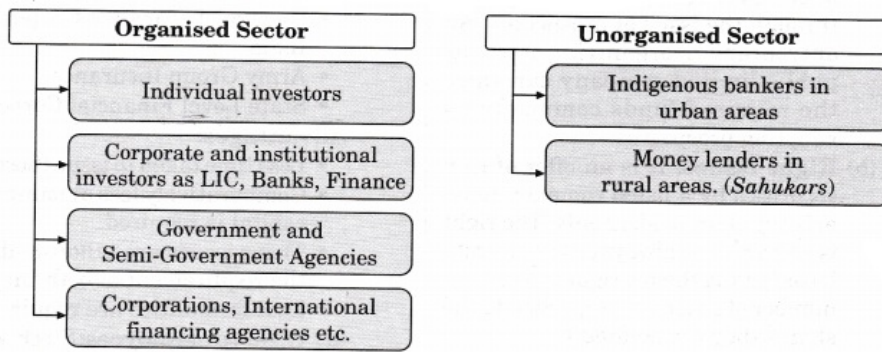 Organised Sector
Individual investors
Corporate and institutional
investors as LIC, Banks, Finance
Government and
Semi-Government Agencies
Corporations, International
financing agencies etc.
Unorganised Sector
Indigenous bankers in
urban areas
Money lenders in
rural areas. (Sahukars)